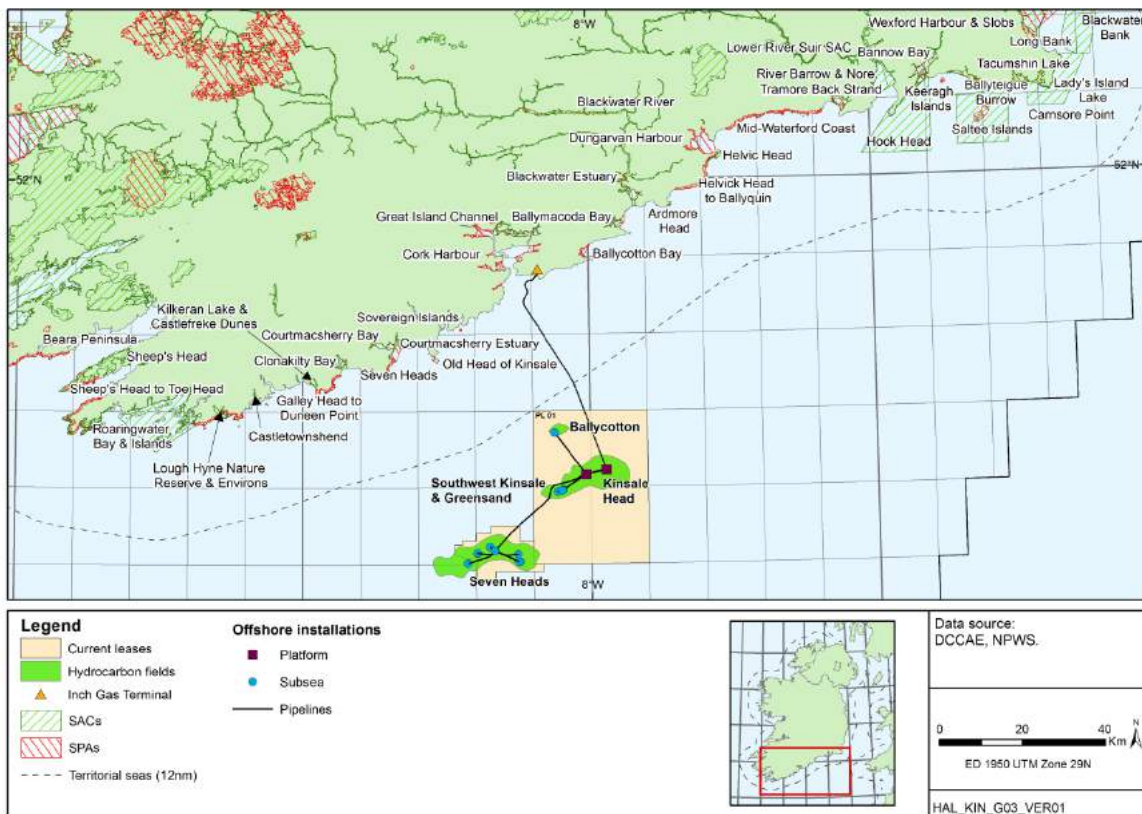 8°W
Wexford Harbour & Slobs
Blackwater
Bank
Long Bank
Lower River Suir SAC
Bannow Bay
Tacumshin Lake
River Barrow & Nore
Tramore Back Strand
Keeragh
Islands
Ballyteigue
Burrow
Lady's Island
Lake
Carnsore Point
Saltee Islands
Hook Head
Mid-Waterford Coast
Blackwater River
Dungarvan Harbour
Helvic Head
52°N
52°N
Blackwater Estuary
Helvick Head
to Ballyquin
Great Island Channel
Ballymacoda Bay
Ardmore
Head
Cork Harbour
Ballycotton Bay
Kilkeran Lake &
Castlefreke Dunes
Sovereign Islands
Beara Peninsula
Courtmacsherry Bay
Courtmacsherry Estuary
Sheep's Head
Clonakilty Bay
Seven Heads
Old Head of Kinsale
Sheep's Head to Toe Head
Galley Head to
Duneen Point
Roaringwater
Bay & Islands
Castletownshend
Lough Hyne Nature
Reserve & Environs
PL 01
Ballycotton
Southwest Kinsale
& Greensand
Kinsale
Head
Seven Heads
8°W
Legend
Current leases
Hydrocarbon fields
Inch Gas Terminal
SACs
SPAs
Territorial seas (12nm)
Offshore installations
Platform
Subsea
Pipelines
Data source:
DCCAE, NPWS.
0 20 40
Km
N
ED 1950 UTM Zone 29N
HAL_KIN_G03_VER01